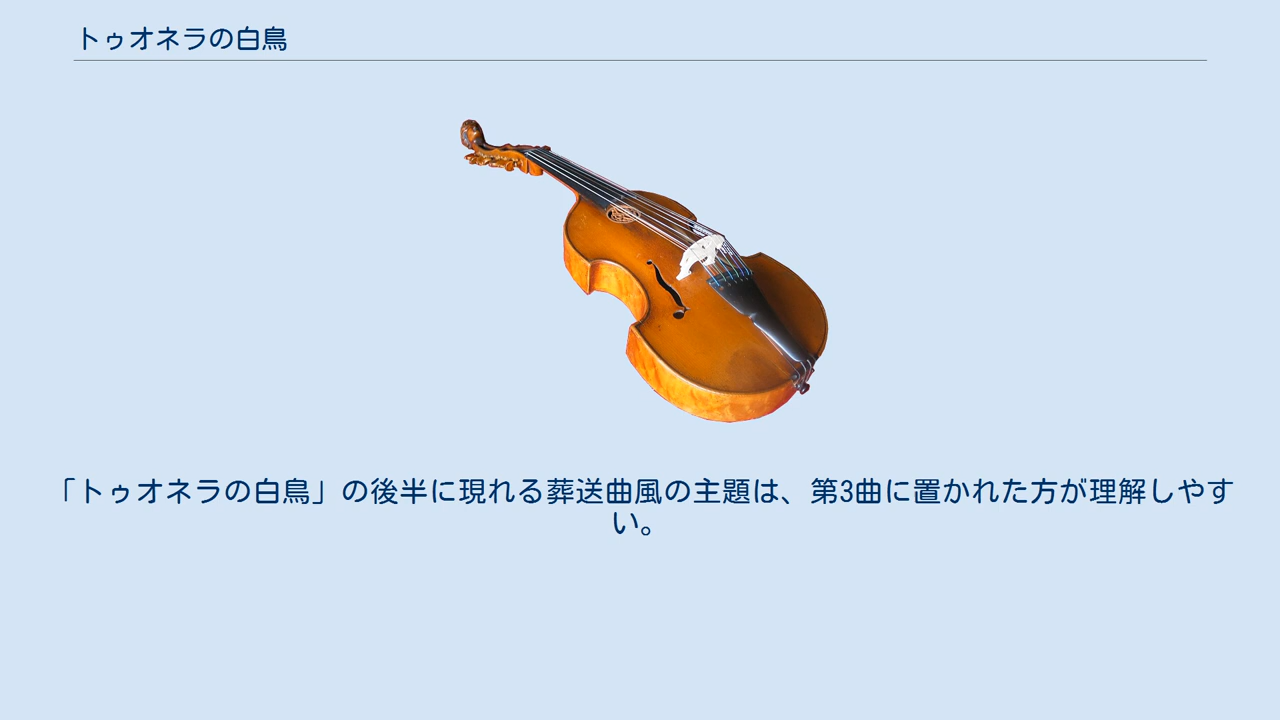 トゥオネラの白鳥
「トゥオネラの白鳥」の後半に現れる葬送曲風の主題は、第3曲に置かれた方が理解しやす
い。